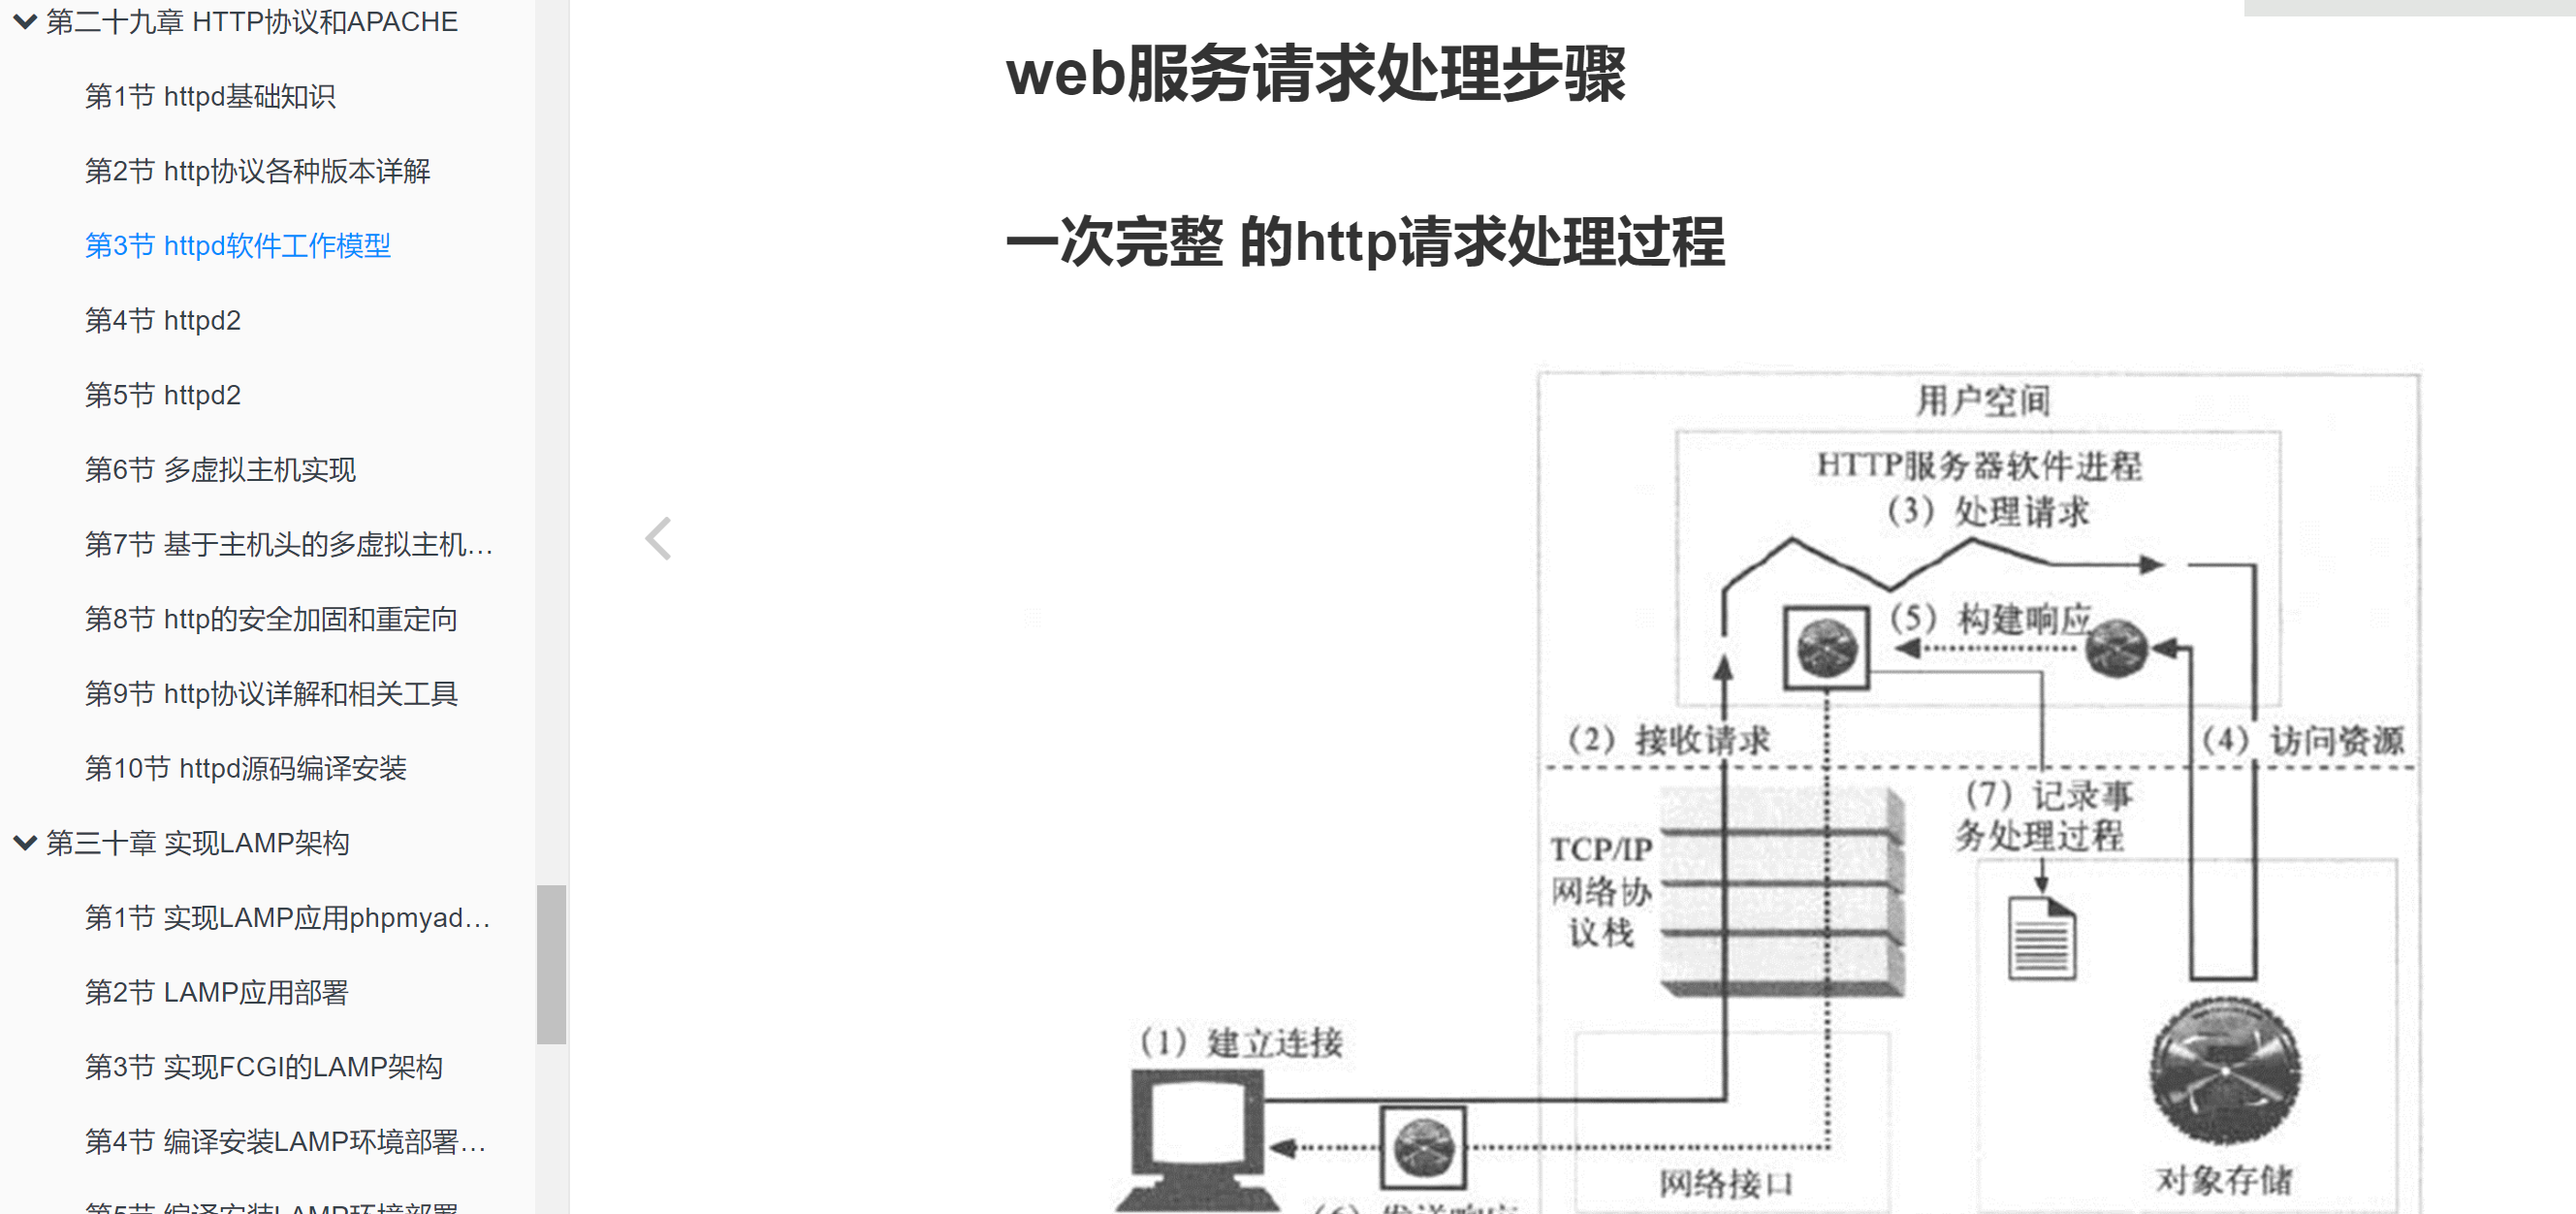 第二十九章 HTTP协议和APACHE
第1节 httpd基础知识
第2节 http协议各种版本详解
第3节 httpd软件工作模型
第4节 httpd2
第5节 httpd2
第6节 多虚拟主机实现
第7节 基于主机头的多虚拟主机…
第8节 http的安全加固和重定向
第9节 http协议详解和相关工具
第10节 httpd源码编译安装
第三十章 实现LAMP架构
第1节 实现LAMP应用phpmyad…
第2节 LAMP应用部署
第3节 实现FCGI的LAMP架构
第4节 编译安装LAMP环境部署…
第5节 编译安装LAMP环境部署
web服务请求处理步骤
一次完整 的http请求处理过程
用户空间
HTTP服务器软件进程
（3）处理请求
（5）构建响应
（2）接收请求
（4）访问资源
（7）记录事
务处理过程
TCP/IP
网络协
议栈
（1）建立连接
网络接口
对象存储
（6）发送响应